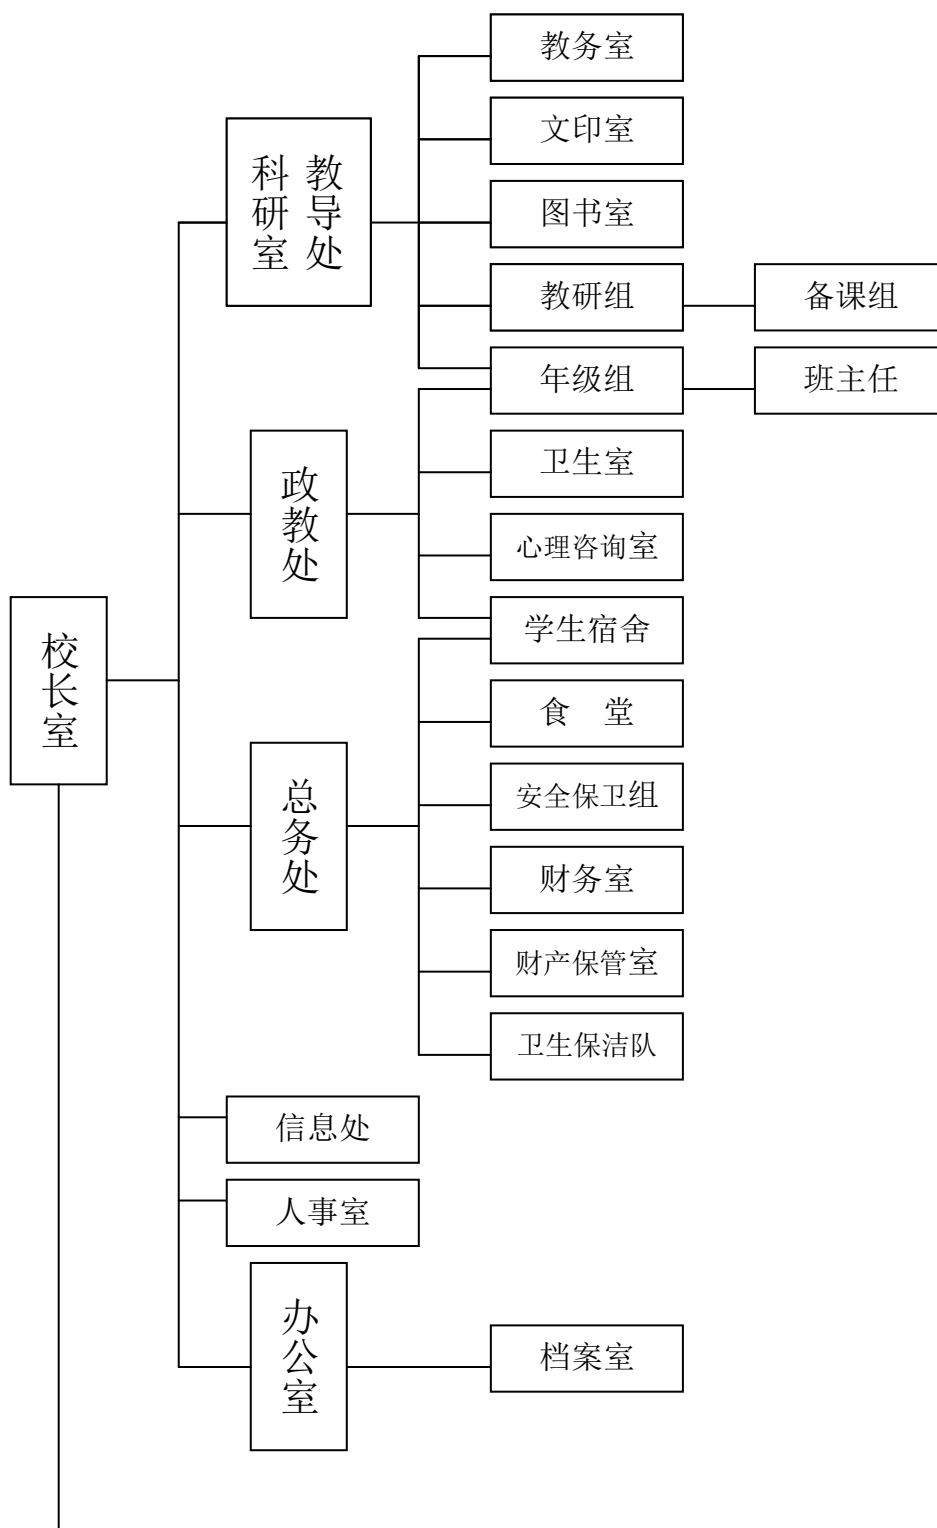 教务室
文印室
教导处
科研室
图书室
教研组
备课组
年级组
班主任
政教处
卫生室
心理咨询室
校长室
学生宿舍
食　堂
总务处
安全保卫组
财务室
财产保管室
卫生保洁队
信息处
人事室
办公室
档案室